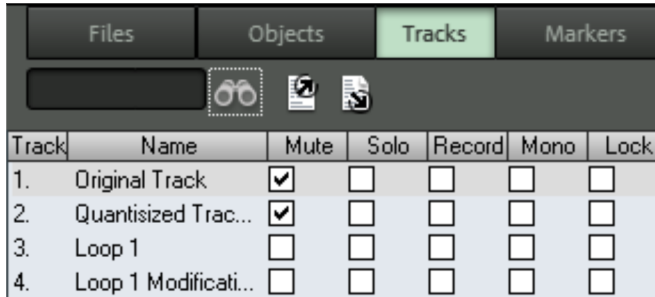 Files Objects Tracks Markers
Track Name Mute Solo Record Mono Lock
1. Original Track
2. Quantisized Trac...
3. Loop 1
4. Loop 1 Modificati...